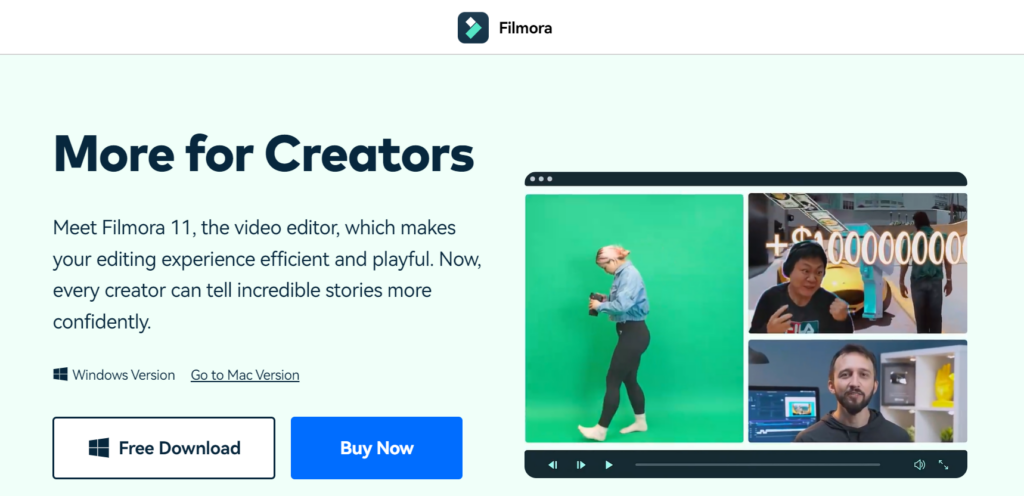 Filmora
More for Creators
Meet Filmora 11, the video editor, which makes
your editing experience efficient and playful. Now,
every creator can tell incredible stories more
confidently.
Windows Version Go to Mac Version
Free Download
Buy Now